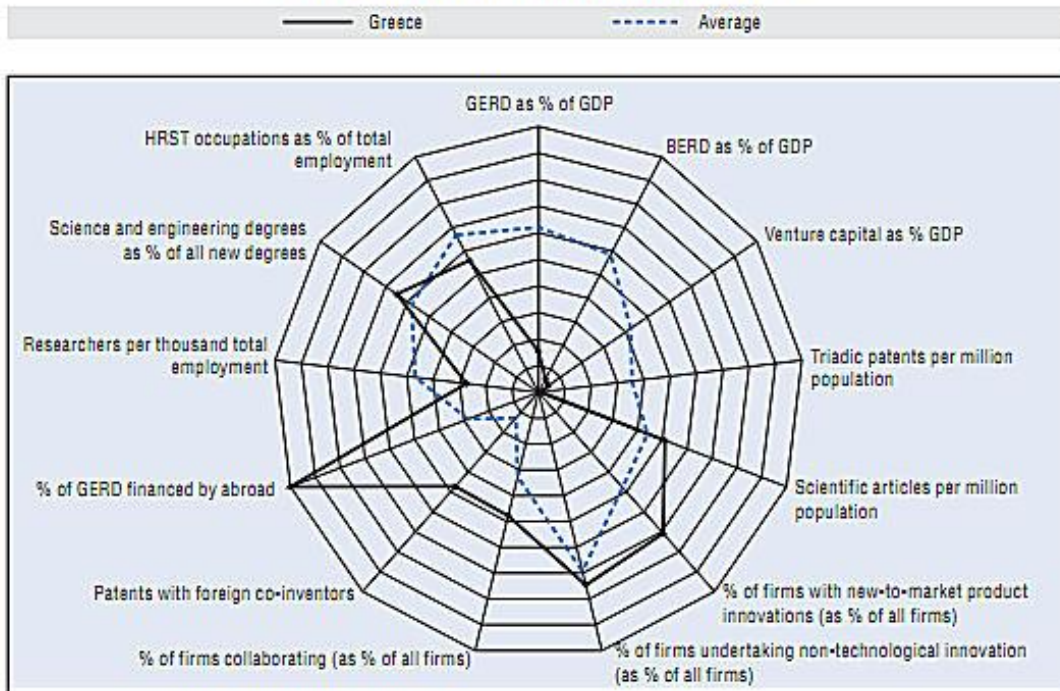 Greece
Average
GERD as % of GDP
BERD as % of GDP
Venture capital as % GDP
Triadic patents per million
population
Scientific articles per million
population
% of firms with new-to-market product
innovations (as % of all firms)
% of firms undertaking non-technological innovation
(as % of all firms)
% of firms collaborating (as % of all firms)
Patents with foreign co-inventors
% of GERD financed by abroad
Researchers per thousand total
employment
Science and engineering degrees
as % of all new degrees
HRST occupations as % of total
employment